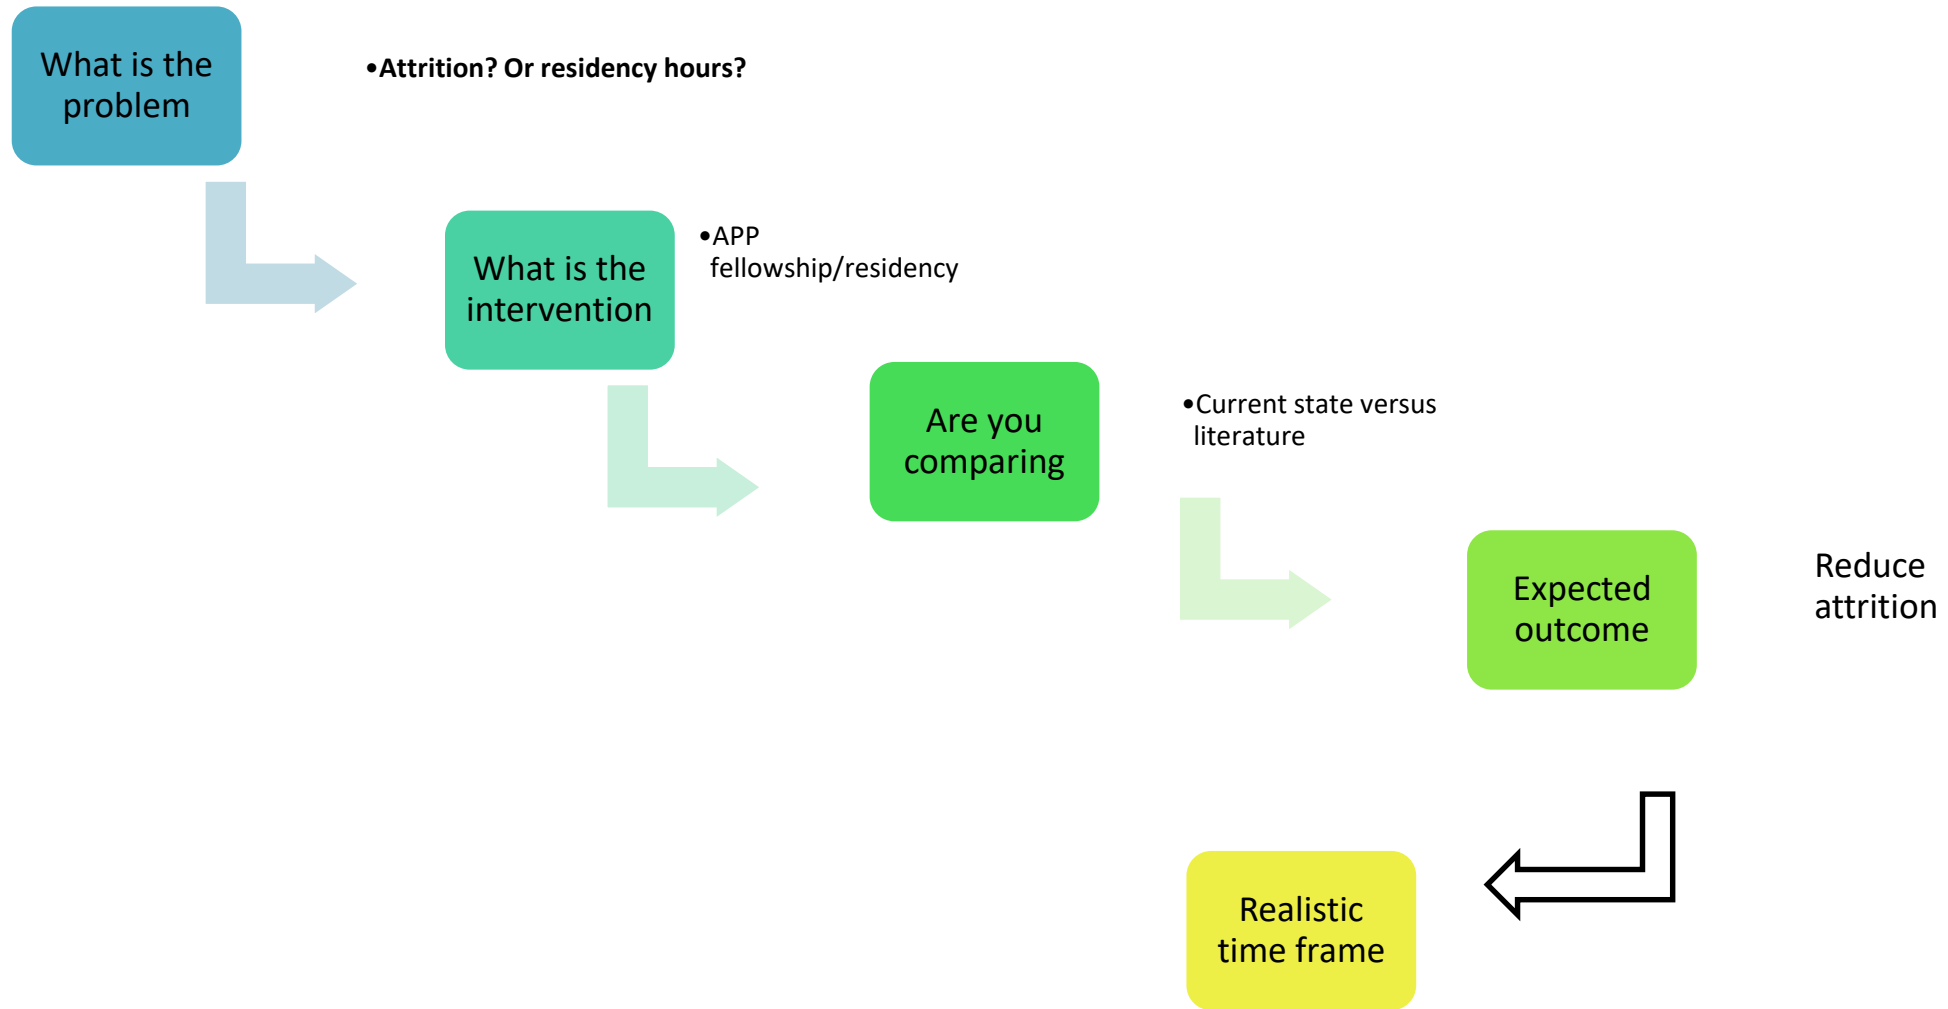 What is the
problem
•Attrition? Or residency hours?
What is the
intervention
•APP
fellowship/residency
Are you
comparing
•Current state versus
literature
Expected
outcome
Reduce
attrition
Realistic
time frame